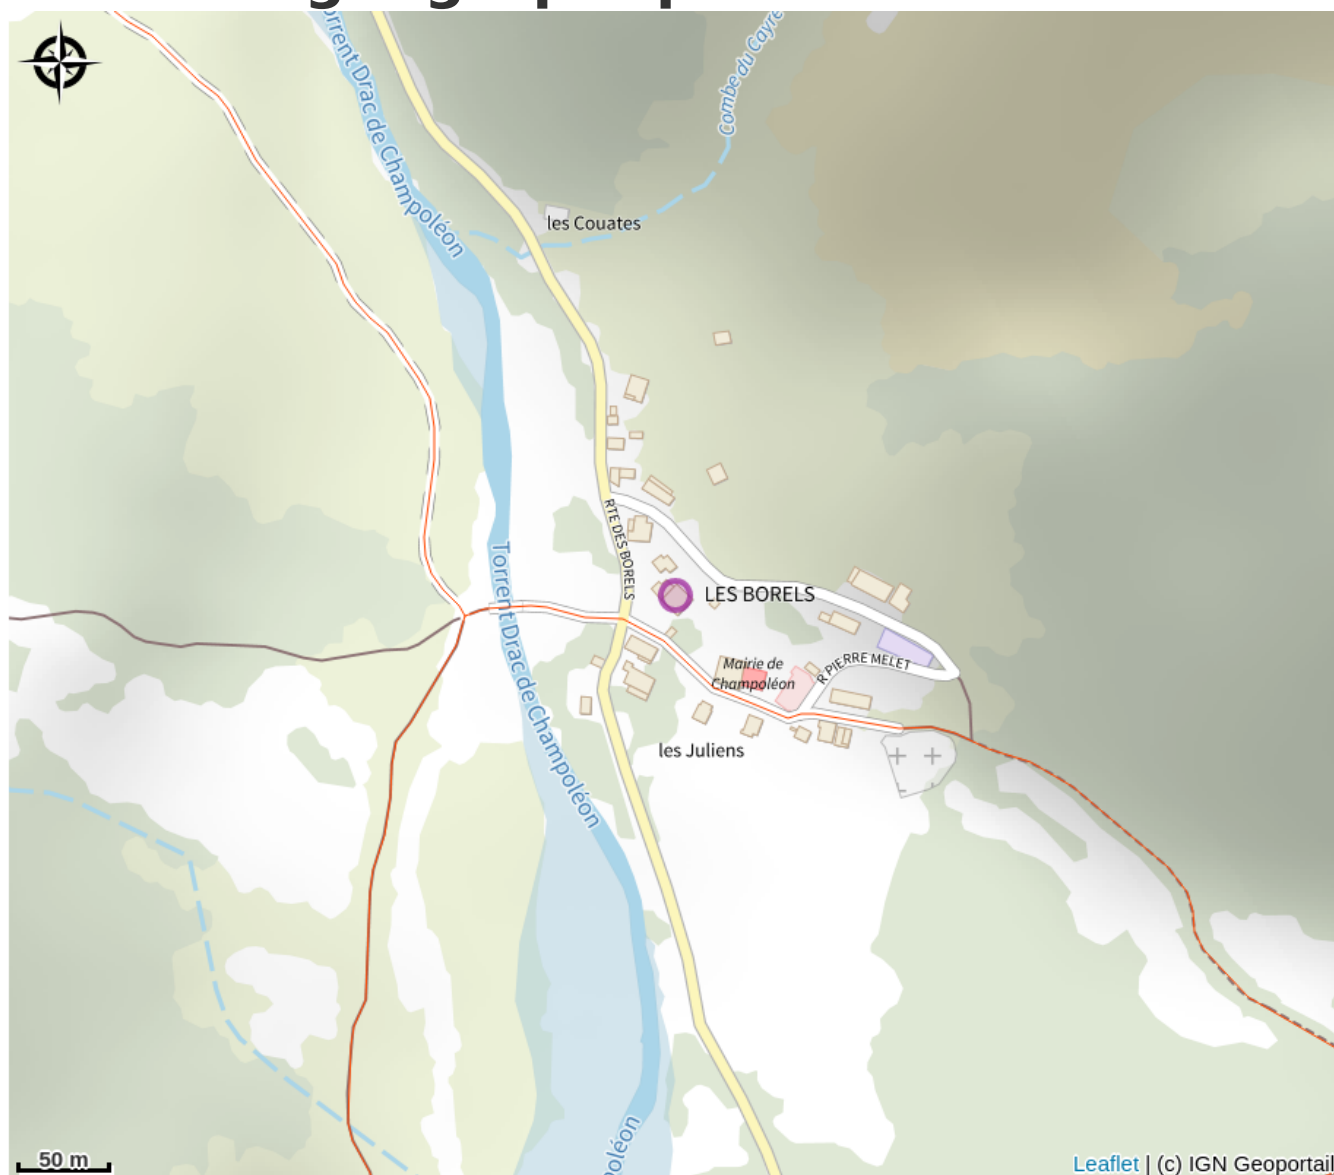 Torrent Drac de Champoléon
Combe du Cayre
les Couates
RTE DES BORELS
LES BORELS
Torrent Drac de Champoléon
Mairie de
Champoléon
R PIERRE MELET
les Juliens
50 m
Leaflet | (c) IGN Geoportail